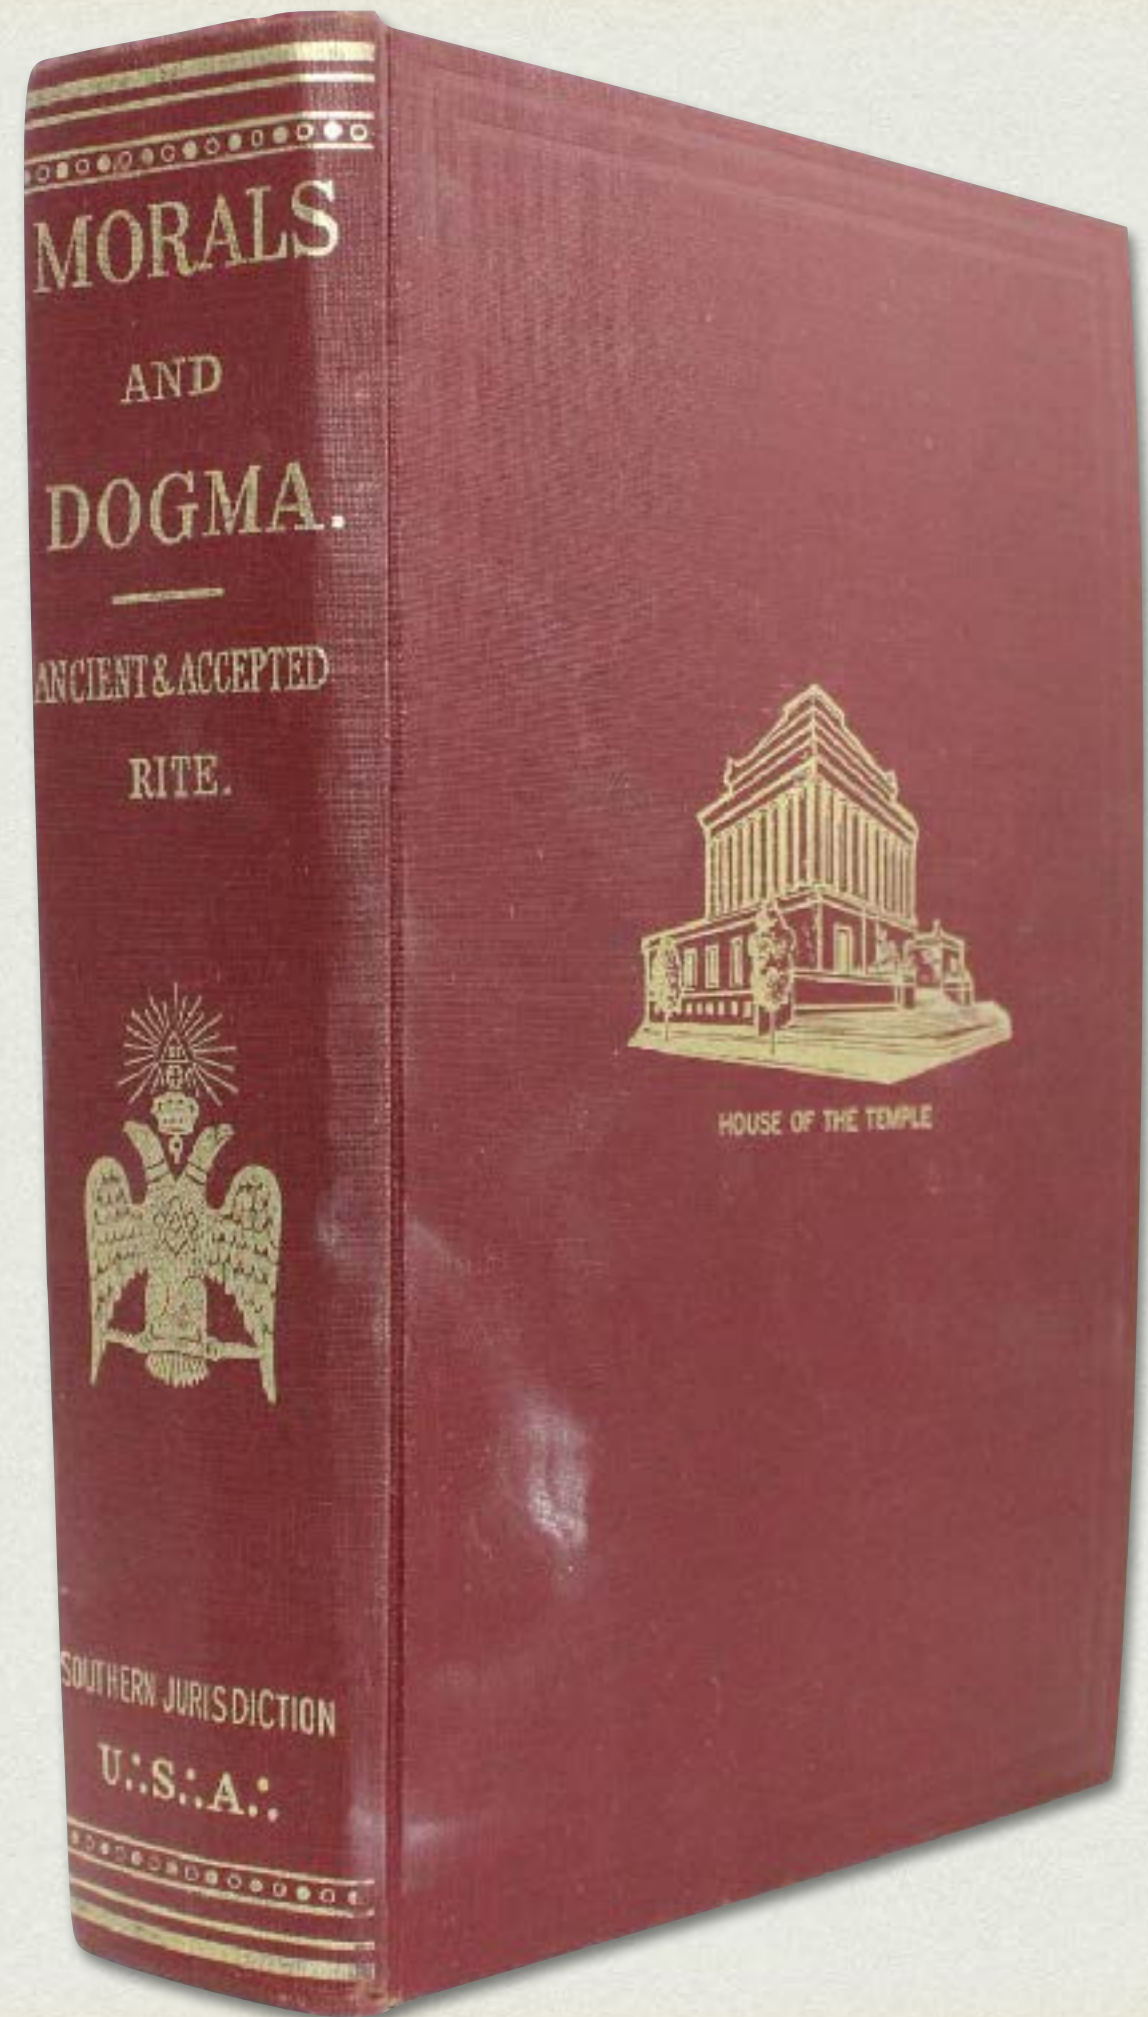 MORALS
AND
DOGMA.
ANCIENT & ACCEPTED
RITE.
SOUTHERN JURISDICTION
U∴S∴A∴
HOUSE OF THE TEMPLE